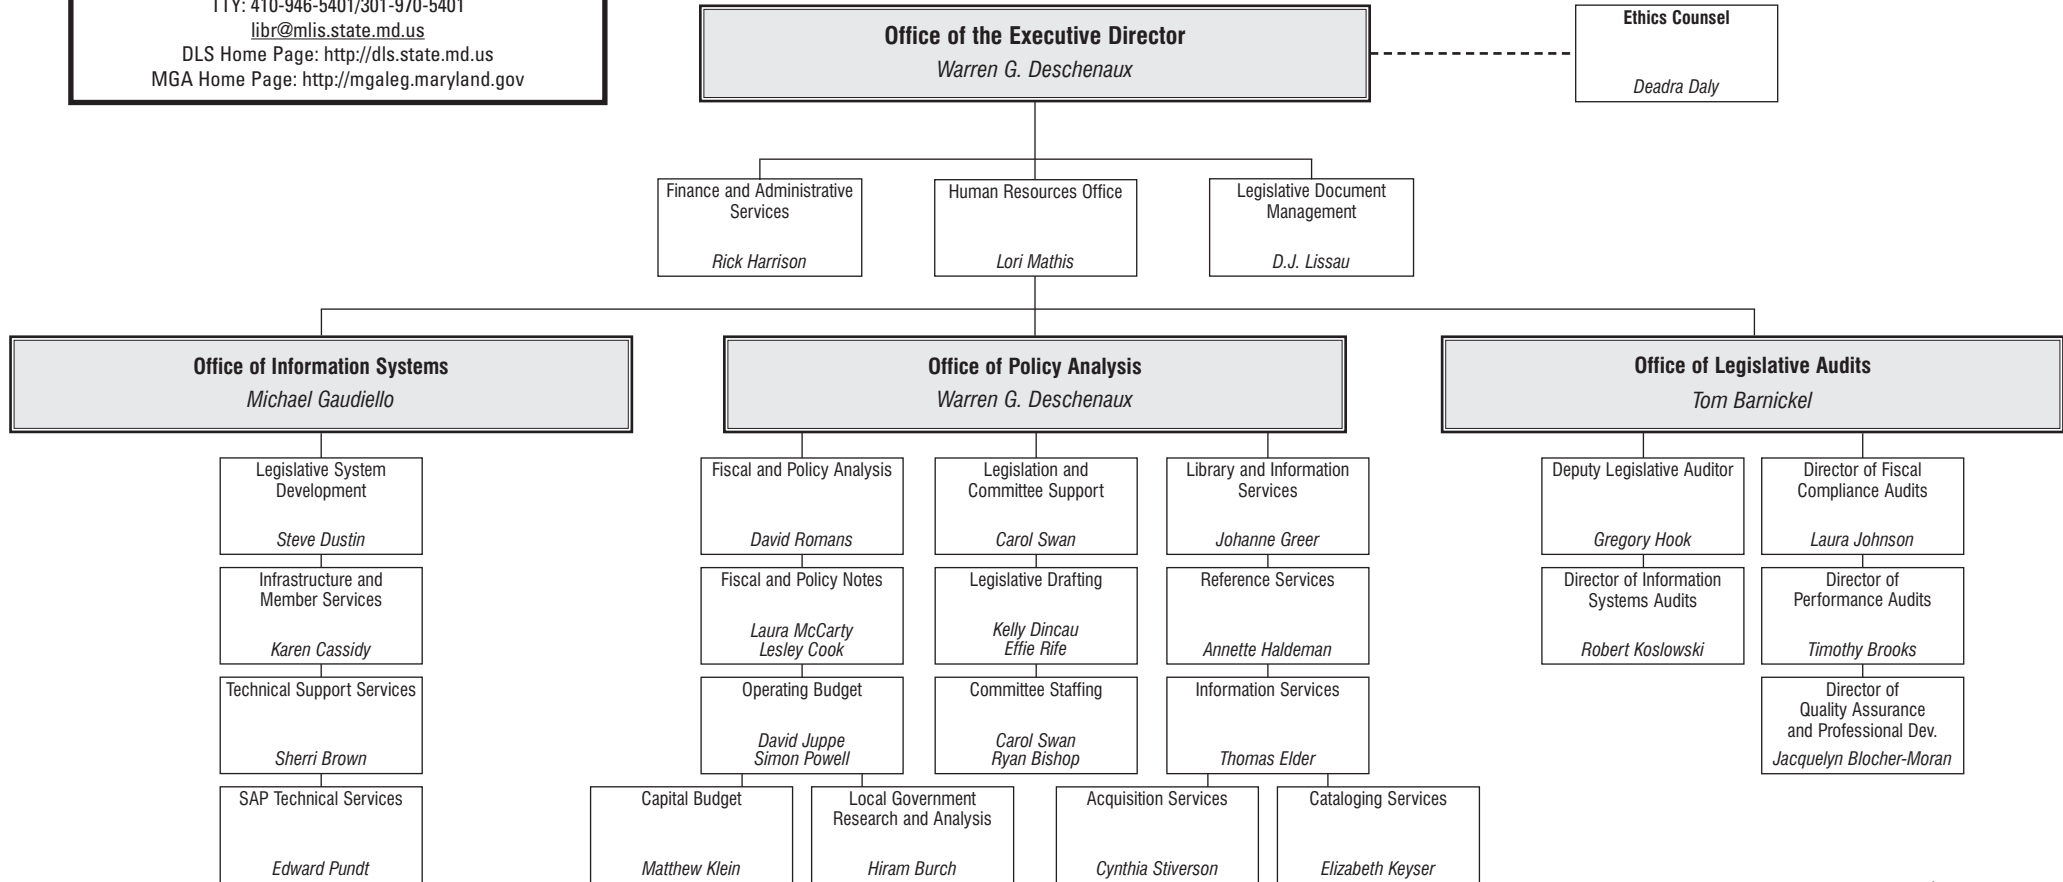 TTY: 410-946-5401/301-970-5401
libr@mlis.state.md.us
DLS Home Page: http://dls.state.md.us
MGA Home Page: http://mgaleg.maryland.gov
Office of the Executive Director
Warren G. Deschenaux
Ethics Counsel
Deadra Daly
Finance and Administrative
Services
Rick Harrison
Human Resources Office
Lori Mathis
Legislative Document
Management
D.J. Lissau
Office of Information Systems
Michael Gaudiello
Office of Policy Analysis
Warren G. Deschenaux
Office of Legislative Audits
Tom Barnickel
Legislative System
Development
Steve Dustin
Infrastructure and
Member Services
Karen Cassidy
Technical Support Services
Sherri Brown
SAP Technical Services
Edward Pundt
Fiscal and Policy Analysis
David Romans
Fiscal and Policy Notes
Laura McCarty
Lesley Cook
Operating Budget
David Juppe
Simon Powell
Capital Budget
Matthew Klein
Local Government
Research and Analysis
Hiram Burch
Legislation and
Committee Support
Carol Swan
Legislative Drafting
Kelly Dincau
Effie Rife
Committee Staffing
Carol Swan
Ryan Bishop
Library and Information
Services
Johanne Greer
Reference Services
Annette Haldeman
Information Services
Thomas Elder
Acquisition Services
Cynthia Stiverson
Cataloging Services
Elizabeth Keyser
Deputy Legislative Auditor
Gregory Hook
Director of Information
Systems Audits
Robert Koslowski
Director of Fiscal
Compliance Audits
Laura Johnson
Director of
Performance Audits
Timothy Brooks
Director of
Quality Assurance
and Professional Dev.
Jacquelyn Blocher-Moran